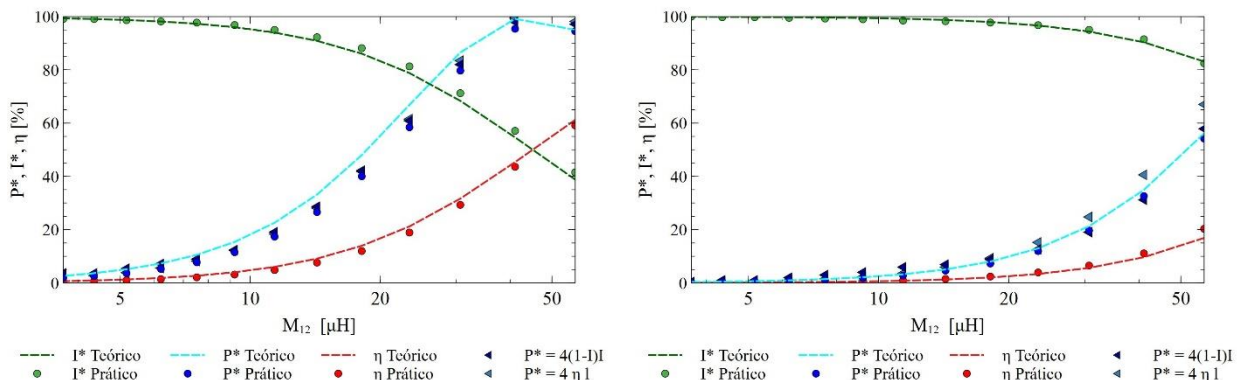 P*, I*, η [%]
100
80
60
40
20
0
5
10
20
50
M₁₂ [μH]
I* Teórico
P* Teórico
η Teórico
P* = 4(1-I)I
I* Prático
P* Prático
η Prático
P* = 4 η I
P*, I*, η [%]
100
80
60
40
20
0
5
10
20
50
M₁₂ [μH]
I* Teórico
P* Teórico
η Teórico
P* = 4(1-I)I
I* Prático
P* Prático
η Prático
P* = 4 η I